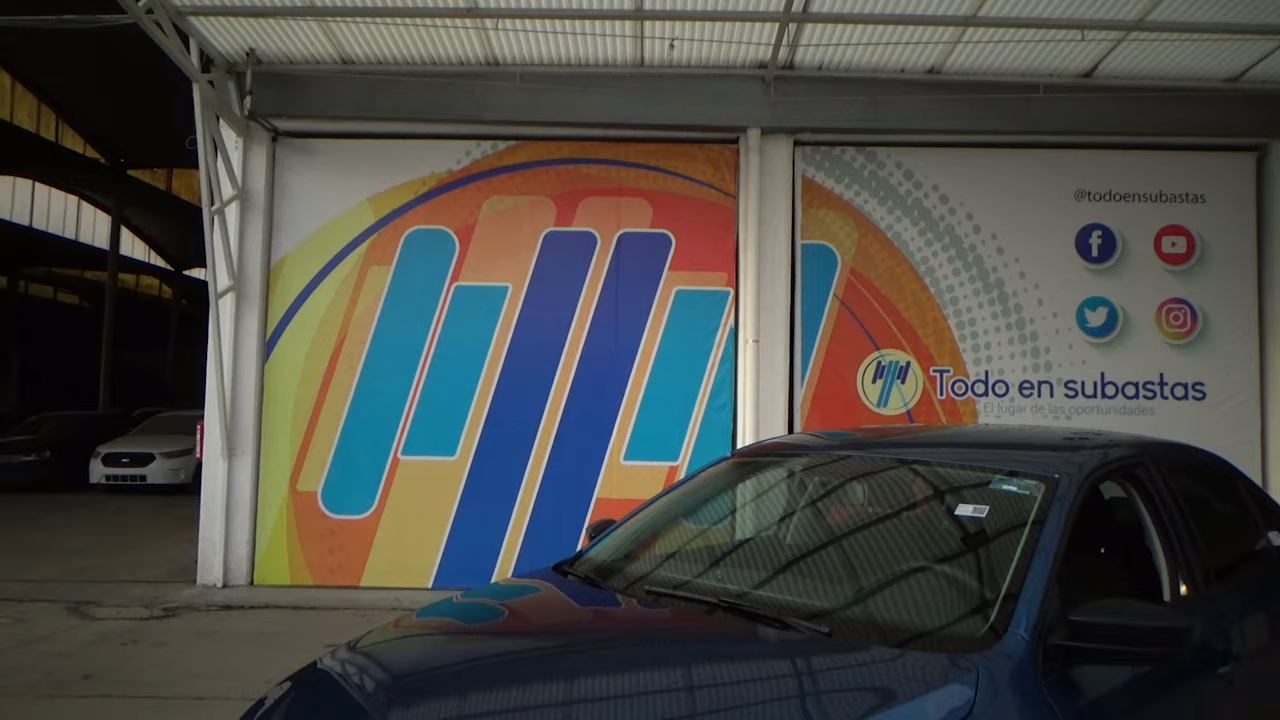 @todoensubastas
Todo en subastas
El lugar de las oportunidades